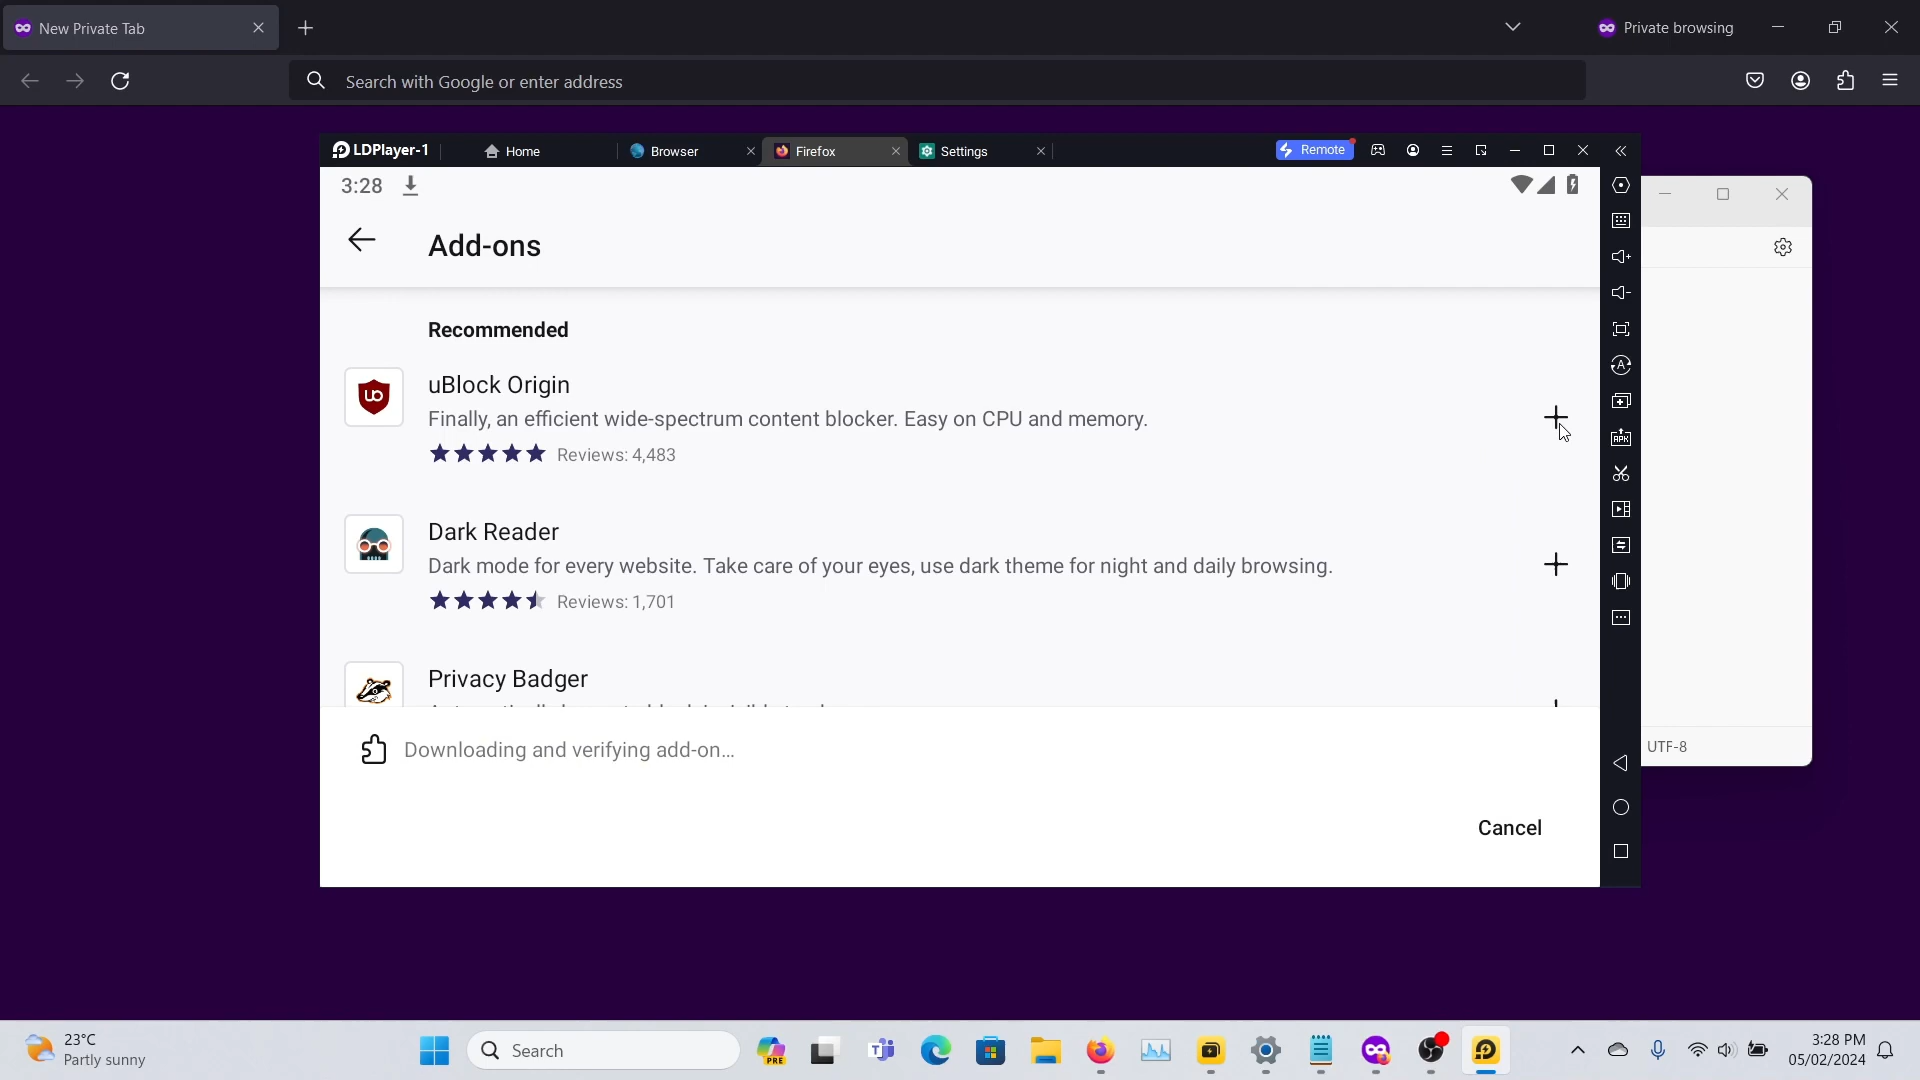 New Private Tab
Private browsing
Search with Google or enter address
LDPlayer-1
Home
Browser
Firefox
Settings
Remote
3:28
Add-ons
Recommended
uBlock Origin
Finally, an efficient wide-spectrum content blocker. Easy on CPU and memory.
Reviews: 4,483
Dark Reader
Dark mode for every website. Take care of your eyes, use dark theme for night and daily browsing.
Reviews: 1,701
Privacy Badger
Downloading and verifying add-on...
UTF-8
Cancel
23°C
Partly sunny
Search
PRE
3:28 PM
05/02/2024